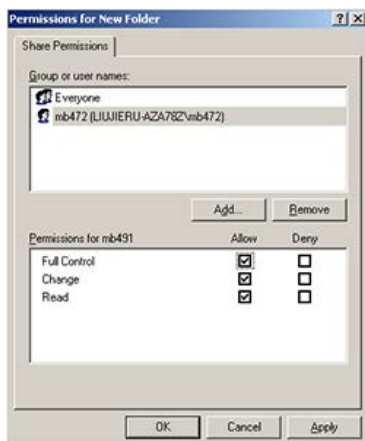 Permissions for New Folder
Share Permissions
Group or user names:
Everyone
mb472 (LIUJIERU-AZA78Z\mb472)
Add...
Remove
Permissions for mb491
Allow
Deny
Full Control
Change
Read
OK
Cancel
Apply